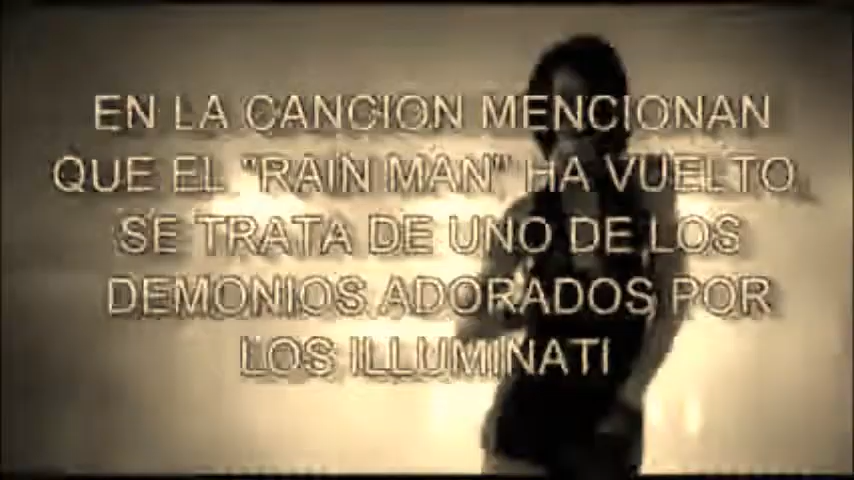 EN LA CANCION MENCIONAN
QUE EL "RAIN MAN" HA VUELTO
SE TRATA DE UNO DE LOS
DEMONIOS ADORADOS POR
LOS ILLUMINATI